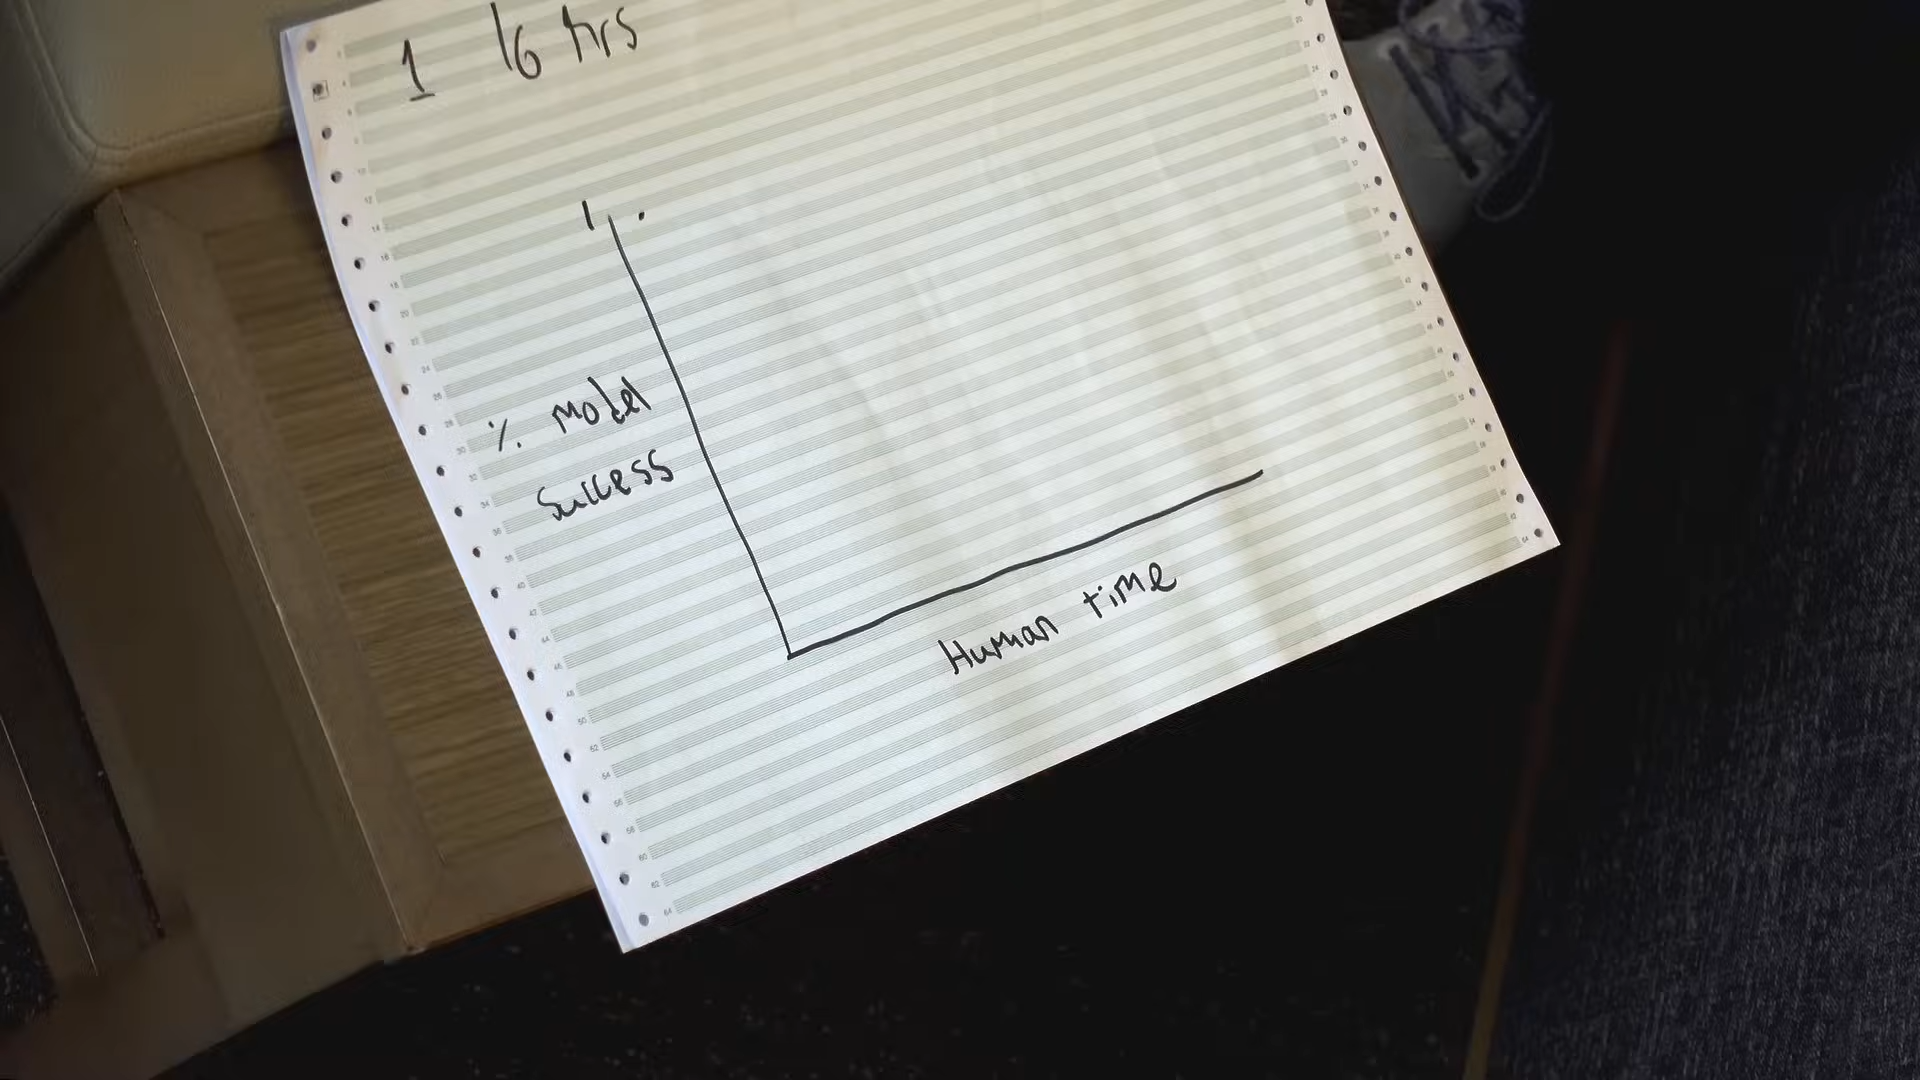 1 16 hrs
1
% model
success
Human time